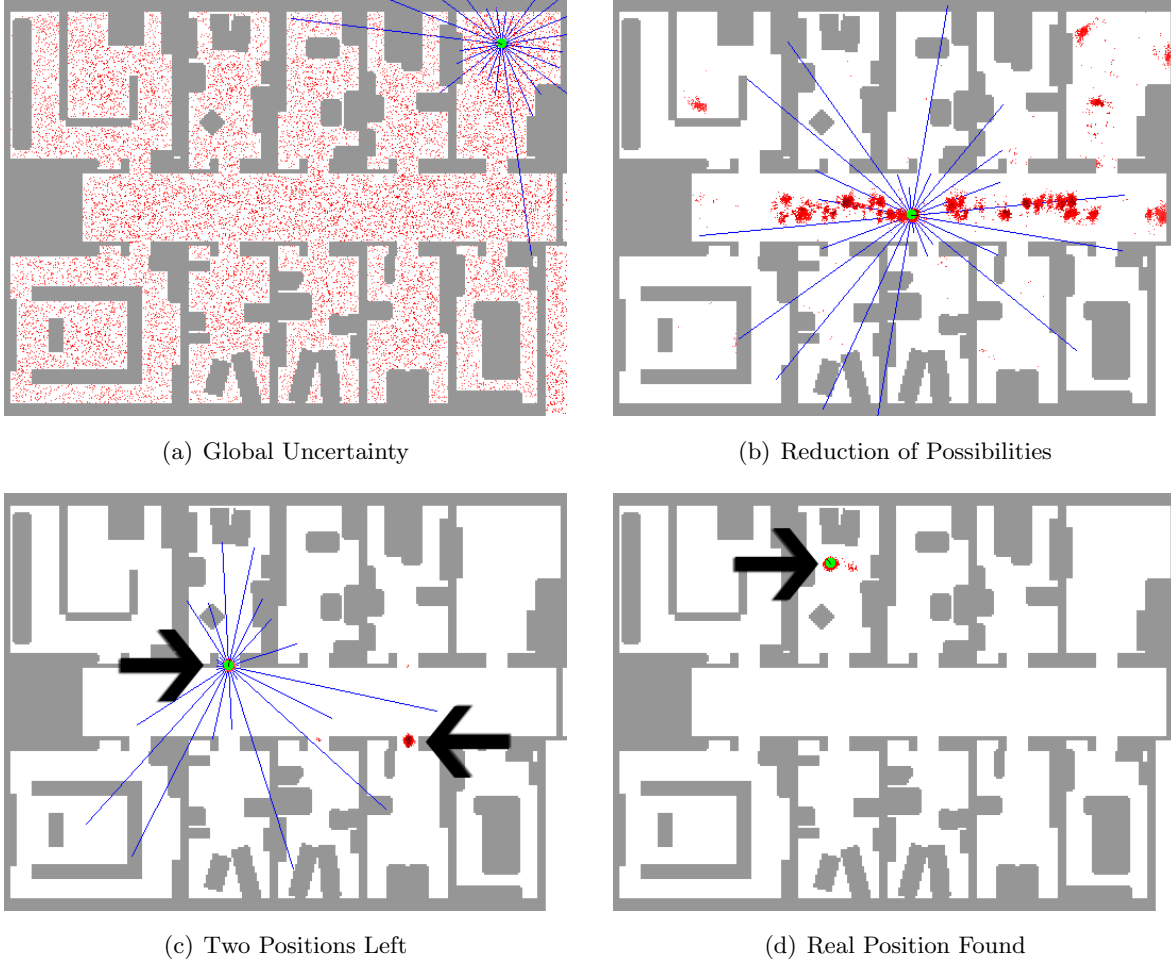 (a) Global Uncertainty
(b) Reduction of Possibilities
(c) Two Positions Left
(d) Real Position Found